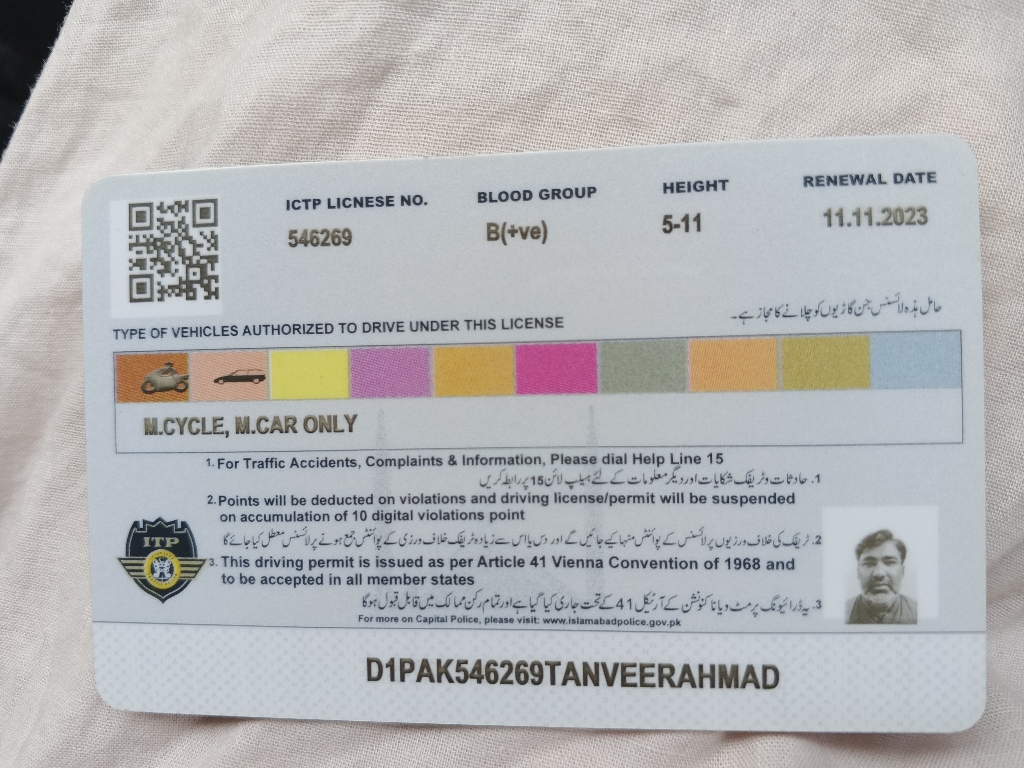 ICTP LICNESE NO. BLOOD GROUP HEIGHT RENEWAL DATE
546269 B(+ve) 5-11 11.11.2023
حامل ہذہ لائسنس جن گاڑیوں کو چلانے کا مجاز ہے۔
TYPE OF VEHICLES AUTHORIZED TO DRIVE UNDER THIS LICENSE
M.CYCLE, M.CAR ONLY
1. For Traffic Accidents, Complaints & Information, Please dial Help Line 15
1. حادثات و ٹریفک شکایات اور دیگر معلومات کے لئے ہیلپ لائن 15 پر رابطہ کریں
2. Points will be deducted on violations and driving license/permit will be suspended
on accumulation of 10 digital violations point
2. ٹریفک کی خلاف ورزیوں پر لائسنس کے پوائنٹس منہا کیے جائیں گے اور دس یا اس سے زیادہ ٹریفک خلاف ورزی کے پوائنٹس جمع ہونے پر لائسنس معطل کیا جائے گا
ITP
3. This driving permit is issued as per Article 41 Vienna Convention of 1968 and
to be accepted in all member states
3. یہ ڈرائیونگ پرمٹ ویانا کنونشن کے آرٹیکل 41 کے تحت جاری کیا گیا ہے اور تمام رکن ممالک میں قابل قبول ہوگا
For more on Capital Police, please visit: www.islamabadpolice.gov.pk
D1PAK546269TANVEERAHMAD